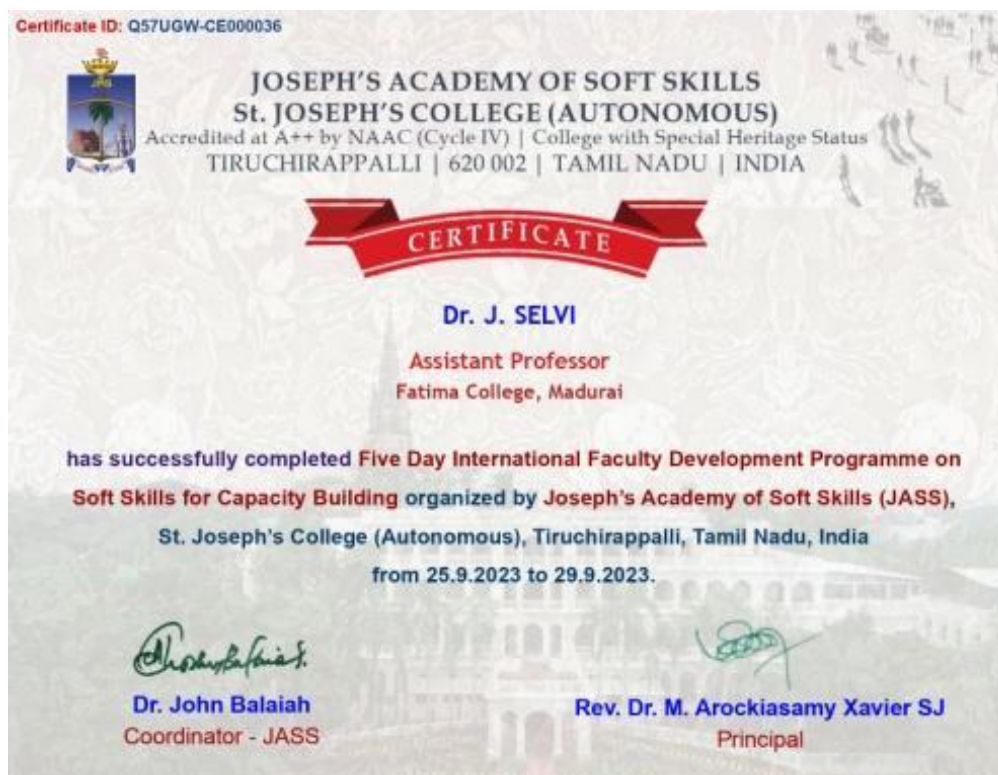 Certificate ID: Q57UGW-CE000036
JOSEPH'S ACADEMY OF SOFT SKILLS
St. JOSEPH'S COLLEGE (AUTONOMOUS)
Accredited at A++ by NAAC (Cycle IV) | College with Special Heritage Status
TIRUCHIRAPPALLI | 620 002 | TAMIL NADU | INDIA
CERTIFICATE
Dr. J. SELVI
Assistant Professor
Fatima College, Madurai
has successfully completed Five Day International Faculty Development Programme on
Soft Skills for Capacity Building organized by Joseph's Academy of Soft Skills (JASS),
St. Joseph's College (Autonomous), Tiruchirappalli, Tamil Nadu, India
from 25.9.2023 to 29.9.2023.
Dr. John Balaiah
Coordinator - JASS
Rev. Dr. M. Arockiasamy Xavier SJ
Principal